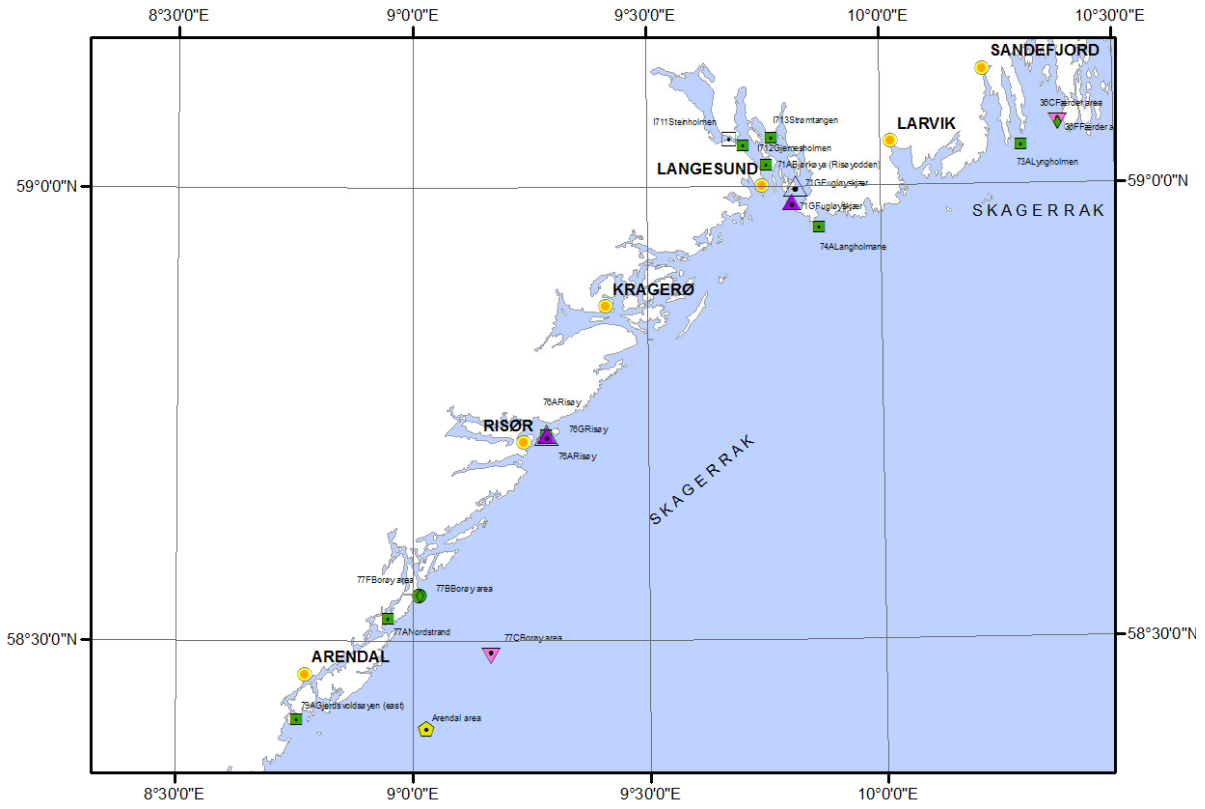 8°30'0"E 9°0'0"E 9°30'0"E 10°0'0"E 10°30'0"E
SANDEFJORD
36CFærder area
I711Steinholmen
I713Strømtangen
LARVIK
I712Gjemesholmen
73ALyngholmen
LANGESUND
71ABjørkøya (Risøyodden)
59°0'0"N
71GFugløyskjær
59°0'0"N
71GFugløyskjær
SKAGERRAK
74ALangholmane
KRAGERØ
76ARisøy
RISØR
76GRisøy
76ARisøy
SKAGERRAK
77FBorøy area
77BBorøy area
77ANordstrand
58°30'0"N
77CBorøy area
58°30'0"N
ARENDAL
79AGjerdsvoldsøyen (east)
Arendal area
8°30'0"E 9°0'0"E 9°30'0"E 10°0'0"E